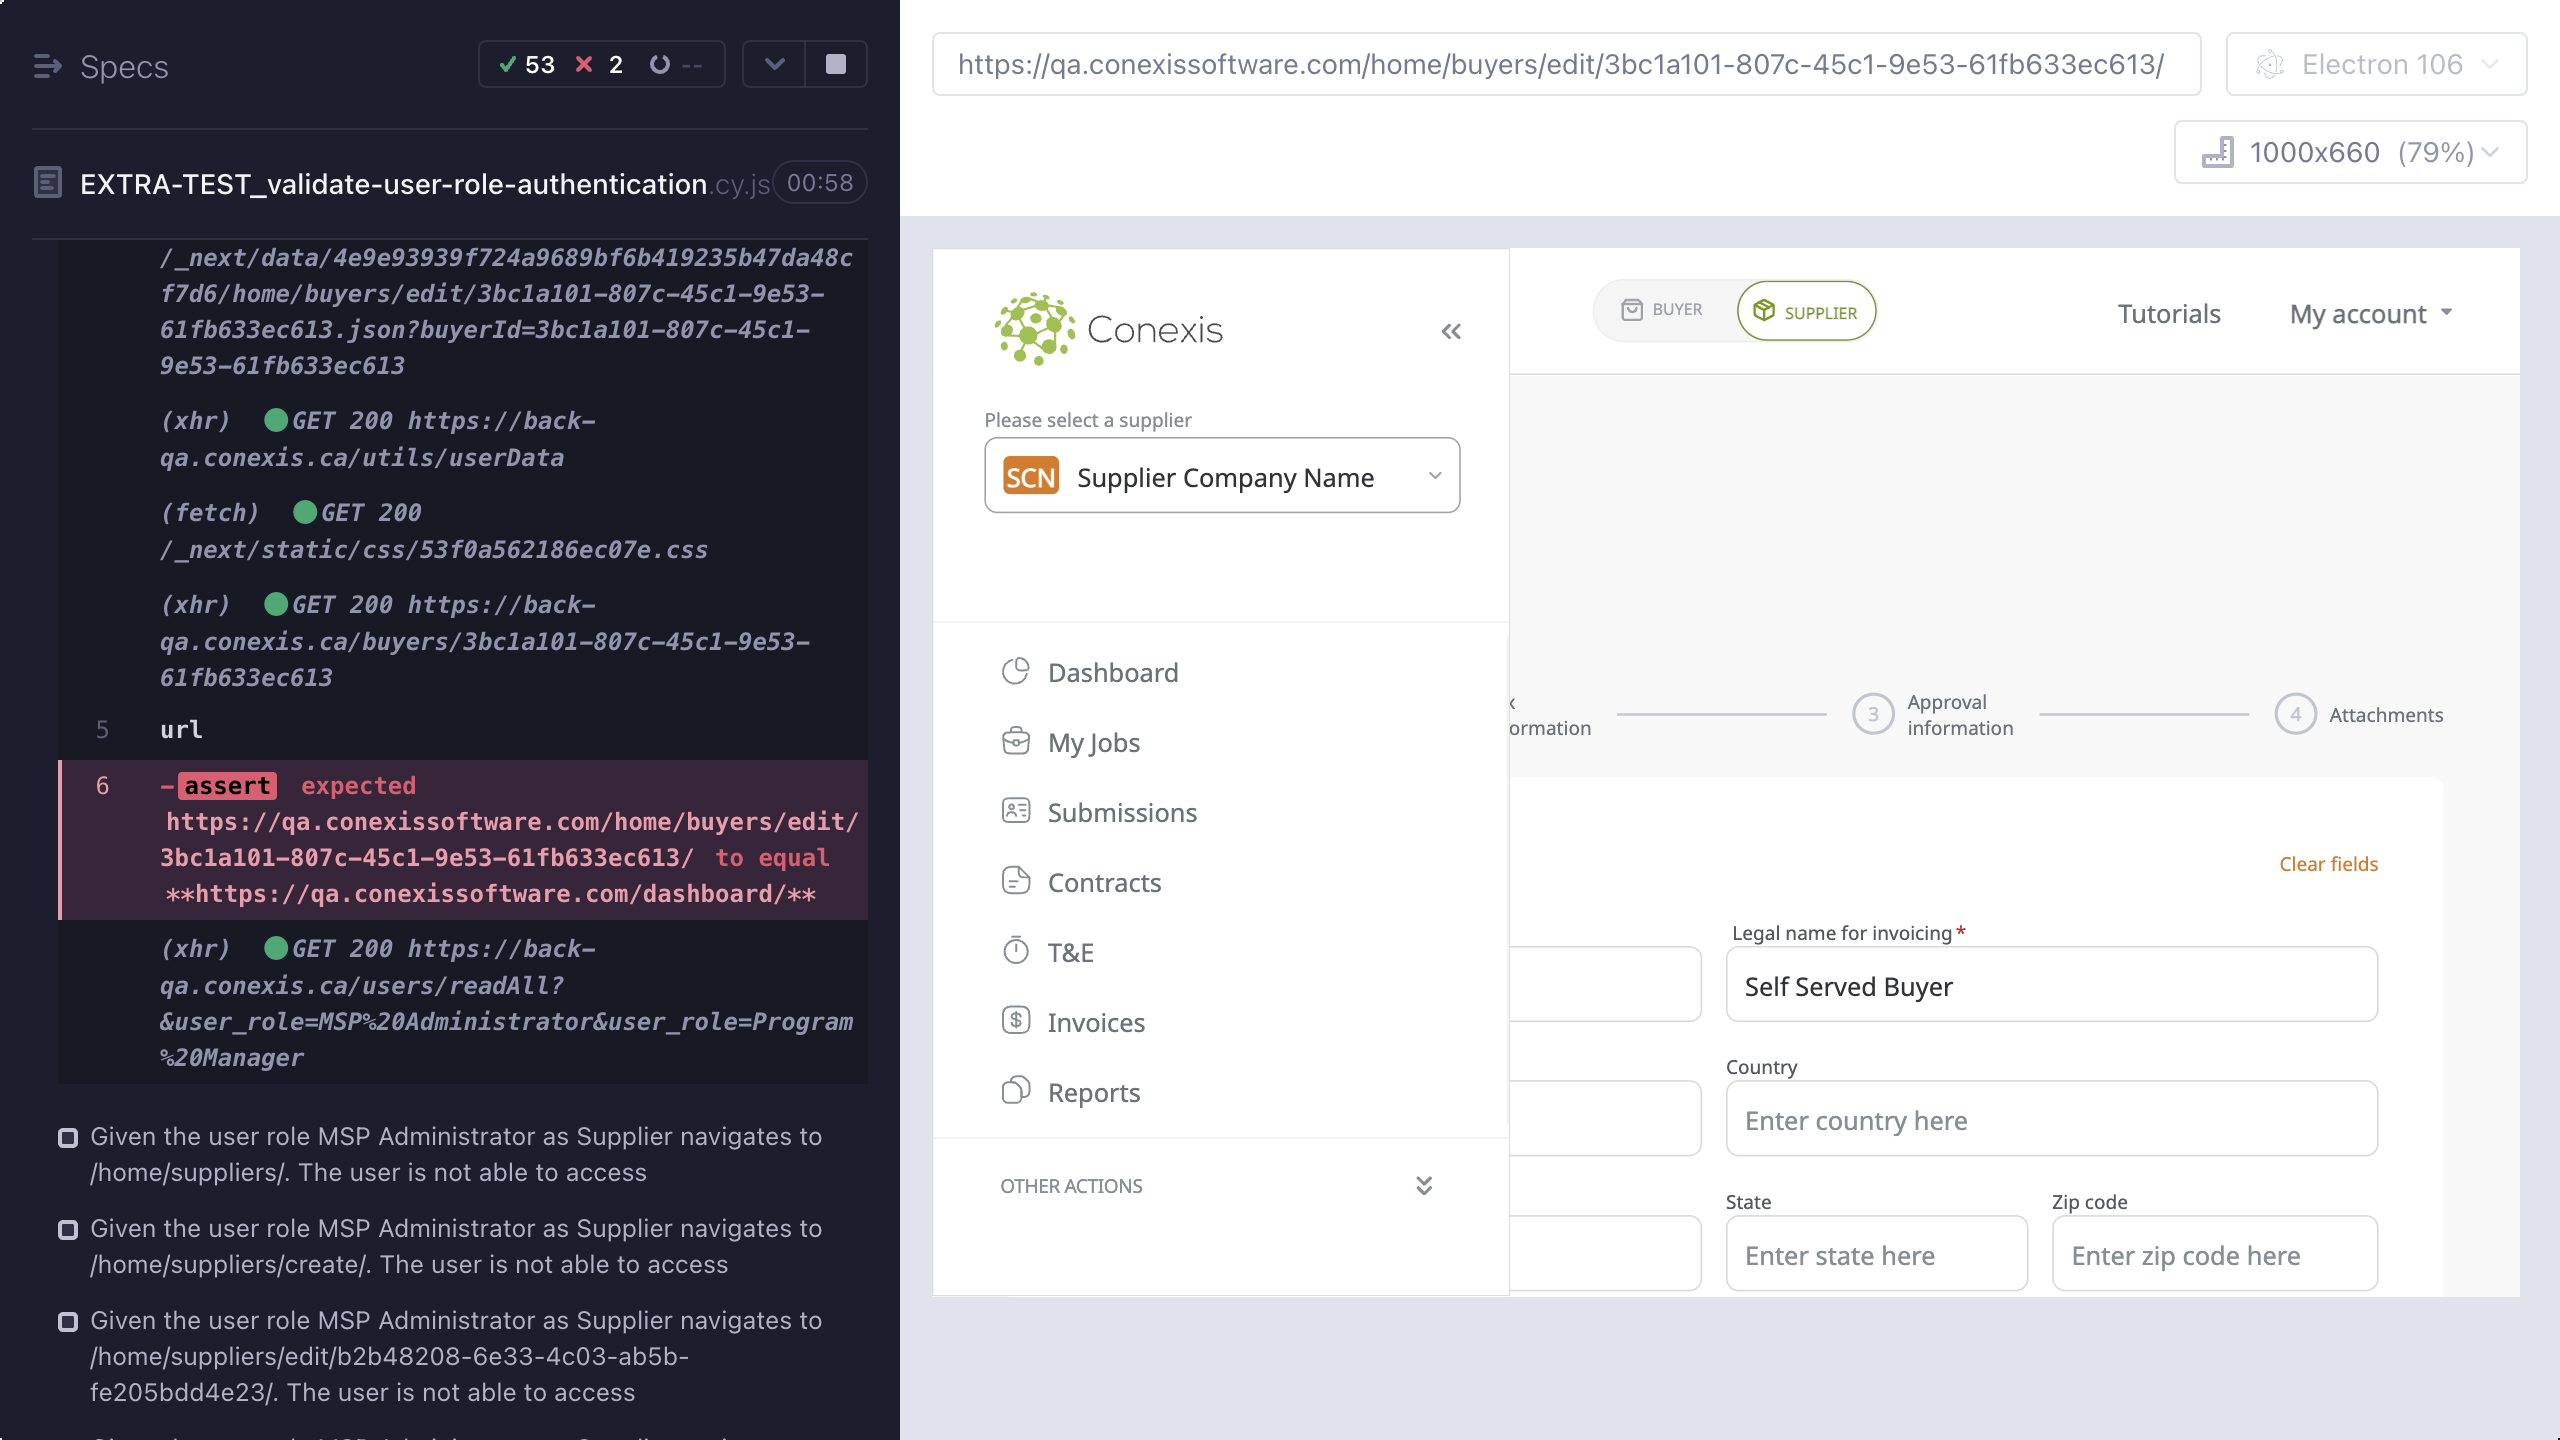 Specs
53 2 --
EXTRA-TEST_validate-user-role-authentication.cy.js 00:58
/_next/data/4e9e93939f724a9689bf6b419235b47da48c
f7d6/home/buyers/edit/3bc1a101-807c-45c1-9e53-
61fb633ec613.json?buyerId=3bc1a101-807c-45c1-
9e53-61fb633ec613
(xhr) GET 200 https://back-
qa.conexis.ca/utils/userData
(fetch) GET 200
/_next/static/css/53f0a562186ec07e.css
(xhr) GET 200 https://back-
qa.conexis.ca/buyers/3bc1a101-807c-45c1-9e53-
61fb633ec613
5 url
6 -assert expected
https://qa.conexissoftware.com/home/buyers/edit/
3bc1a101-807c-45c1-9e53-61fb633ec613/ to equal
**https://qa.conexissoftware.com/dashboard/**
(xhr) GET 200 https://back-
qa.conexis.ca/users/readAll?
&user_role=MSP%20Administrator&user_role=Program
%20Manager
Given the user role MSP Administrator as Supplier navigates to
/home/suppliers/. The user is not able to access
Given the user role MSP Administrator as Supplier navigates to
/home/suppliers/create/. The user is not able to access
Given the user role MSP Administrator as Supplier navigates to
/home/suppliers/edit/b2b48208-6e33-4c03-ab5b-
fe205bdd4e23/. The user is not able to access
https://qa.conexissoftware.com/home/buyers/edit/3bc1a101-807c-45c1-9e53-61fb633ec613/
Electron 106
1000x660 (79%)
Conexis
BUYER
SUPPLIER
Tutorials
My account
Please select a supplier
SCN Supplier Company Name
Dashboard
My Jobs
Submissions
Contracts
T&E
Invoices
Reports
OTHER ACTIONS
x
ormation
3 Approval
information
4 Attachments
Clear fields
Legal name for invoicing *
Self Served Buyer
Country
Enter country here
State
Enter state here
Zip code
Enter zip code here